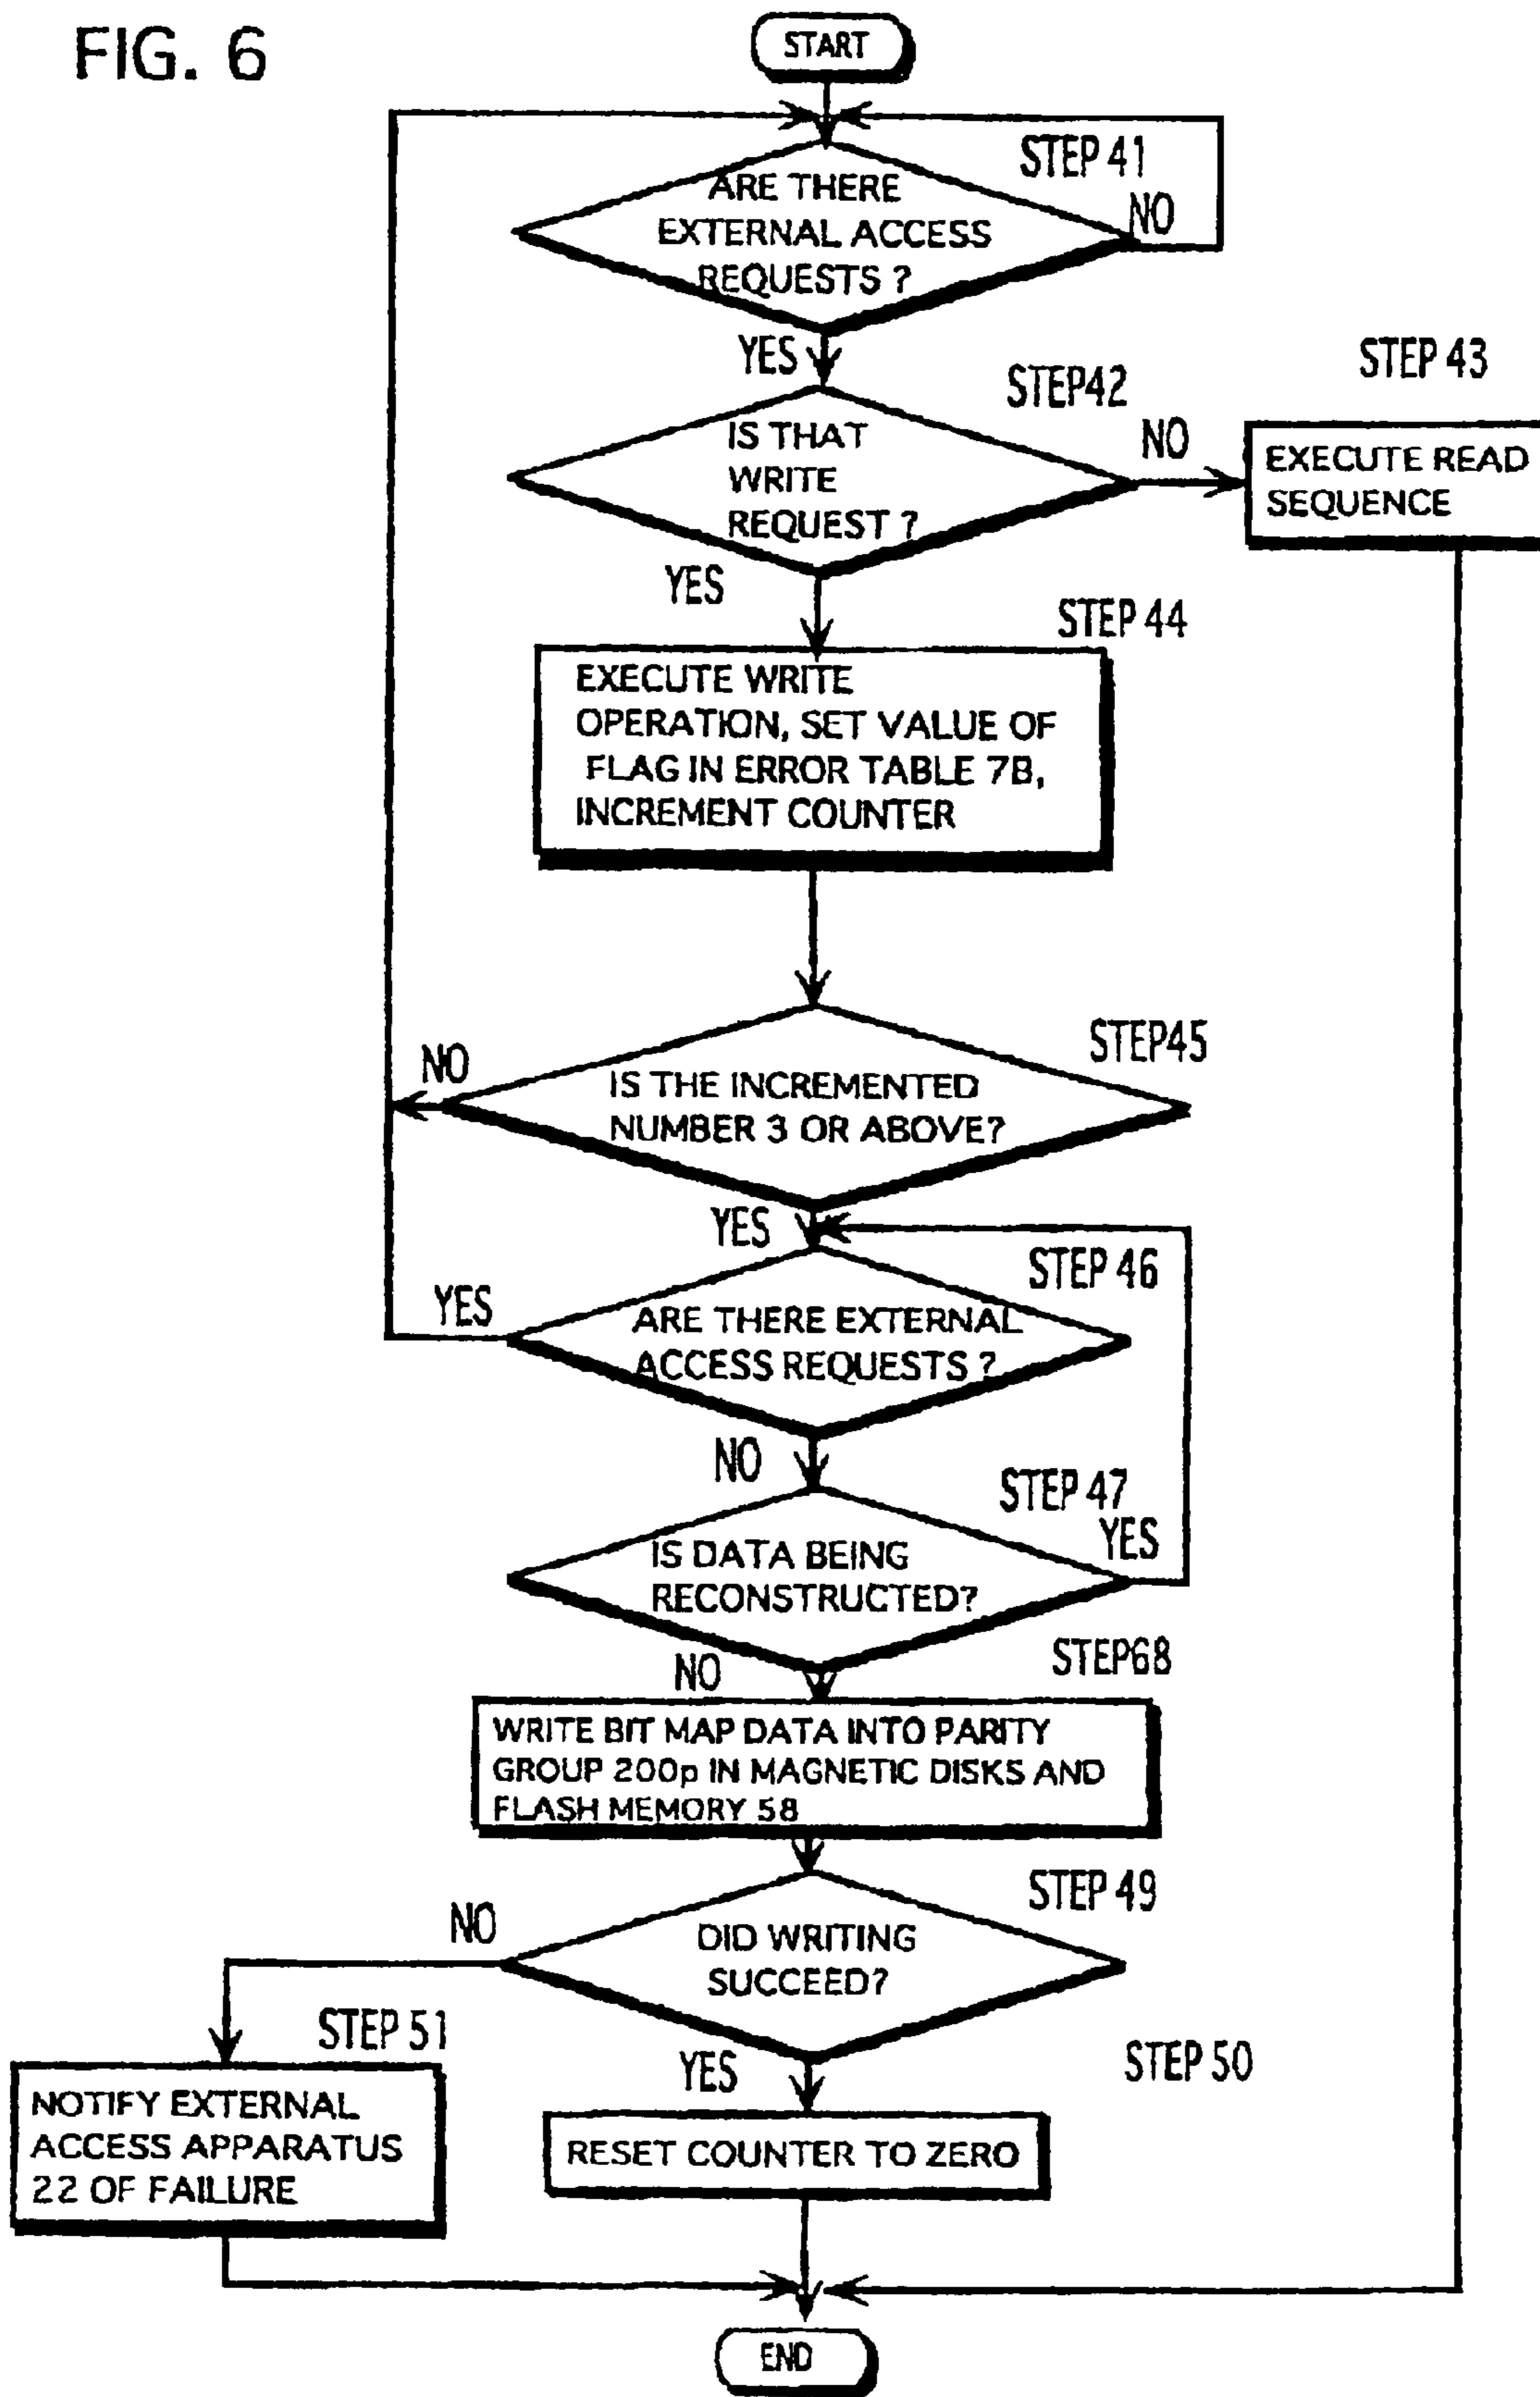 FIG. 6
START
STEP 41
ARE THERE
EXTERNAL ACCESS
REQUESTS ?
NO
YES
STEP42
STEP 43
IS THAT
WRITE
REQUEST ?
NO
EXECUTE READ
SEQUENCE
YES
STEP 44
EXECUTE WRITE
OPERATION, SET VALUE OF
FLAG IN ERROR TABLE 7B,
INCREMENT COUNTER
STEP45
NO
IS THE INCREMENTED
NUMBER 3 OR ABOVE?
YES
STEP 46
YES
ARE THERE EXTERNAL
ACCESS REQUESTS ?
NO
STEP 47
YES
IS DATA BEING
RECONSTRUCTED?
NO
STEP68
WRITE BIT MAP DATA INTO PARITY
GROUP 200p IN MAGNETIC DISKS AND
FLASH MEMORY 58
STEP 49
NO
DID WRITING
SUCCEED?
STEP 51
YES
STEP 50
NOTIFY EXTERNAL
ACCESS APPARATUS
22 OF FAILURE
RESET COUNTER TO ZERO
END